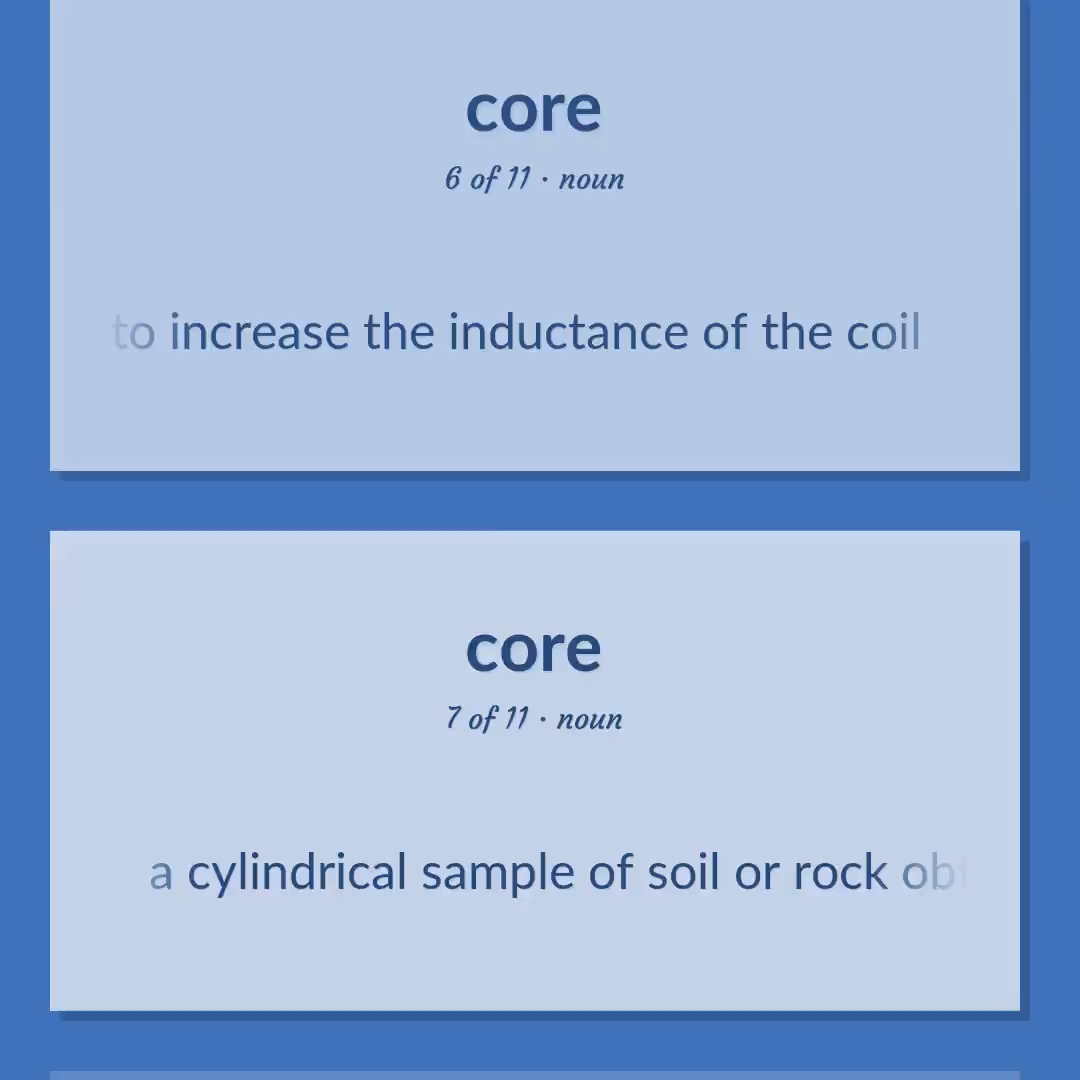 core
6 of 11 · noun
to increase the inductance of the coil
core
7 of 11 · noun
a cylindrical sample of soil or rock